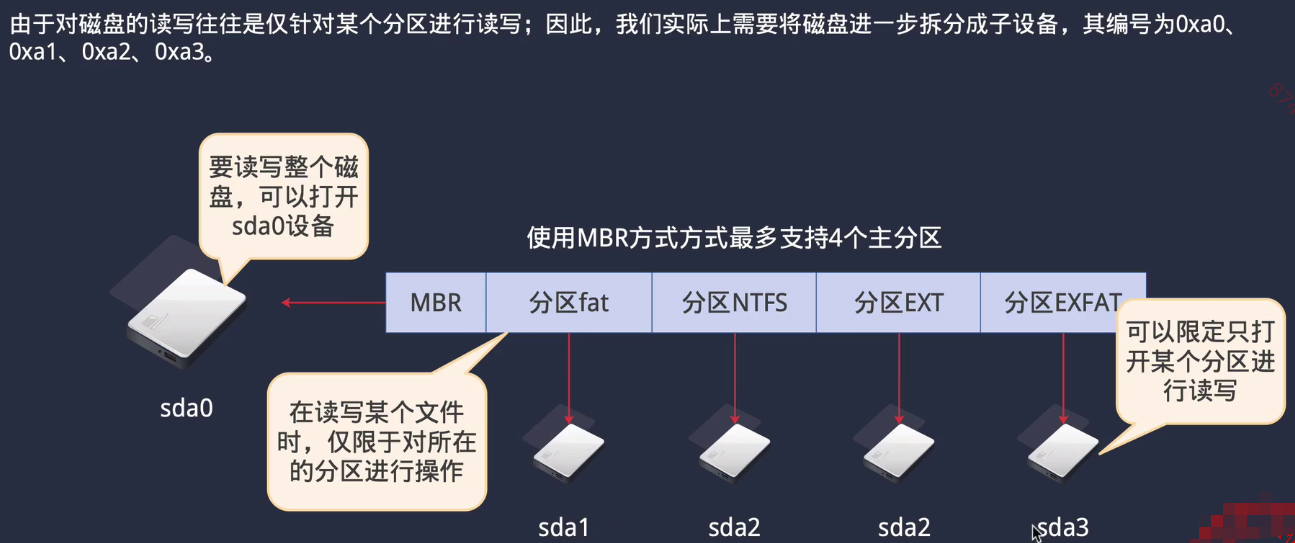 由于对磁盘的读写往往是仅针对某个分区进行读写；因此，我们实际上需要将磁盘进一步拆分成子设备，其编号为0xa0、
0xa1、0xa2、0xa3。
要读写整个磁
盘，可以打开
sda0设备
使用MBR方式方式最多支持4个主分区
MBR
分区fat
分区NTFS
分区EXT
分区EXFAT
可以限定只打
开某个分区进
行读写
sda0
在读写某个文件
时，仅限于对所在
的分区进行操作
sda1
sda2
sda2
sda3